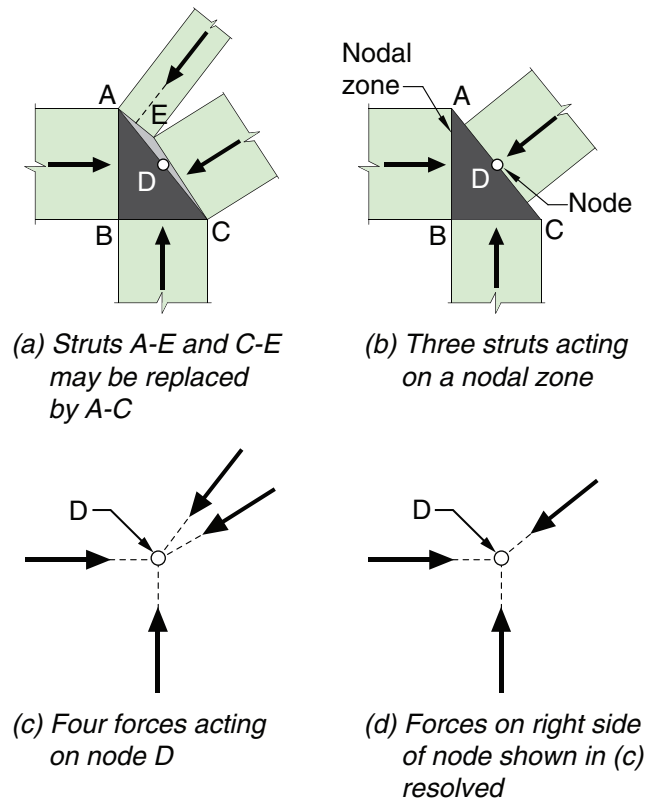 A
E
D
B
C
(a) Struts A-E and C-E
may be replaced
by A-C
Nodal
zone
A
D
Node
B
C
(b) Three struts acting
on a nodal zone
D
(c) Four forces acting
on node D
D
(d) Forces on right side
of node shown in (c)
resolved